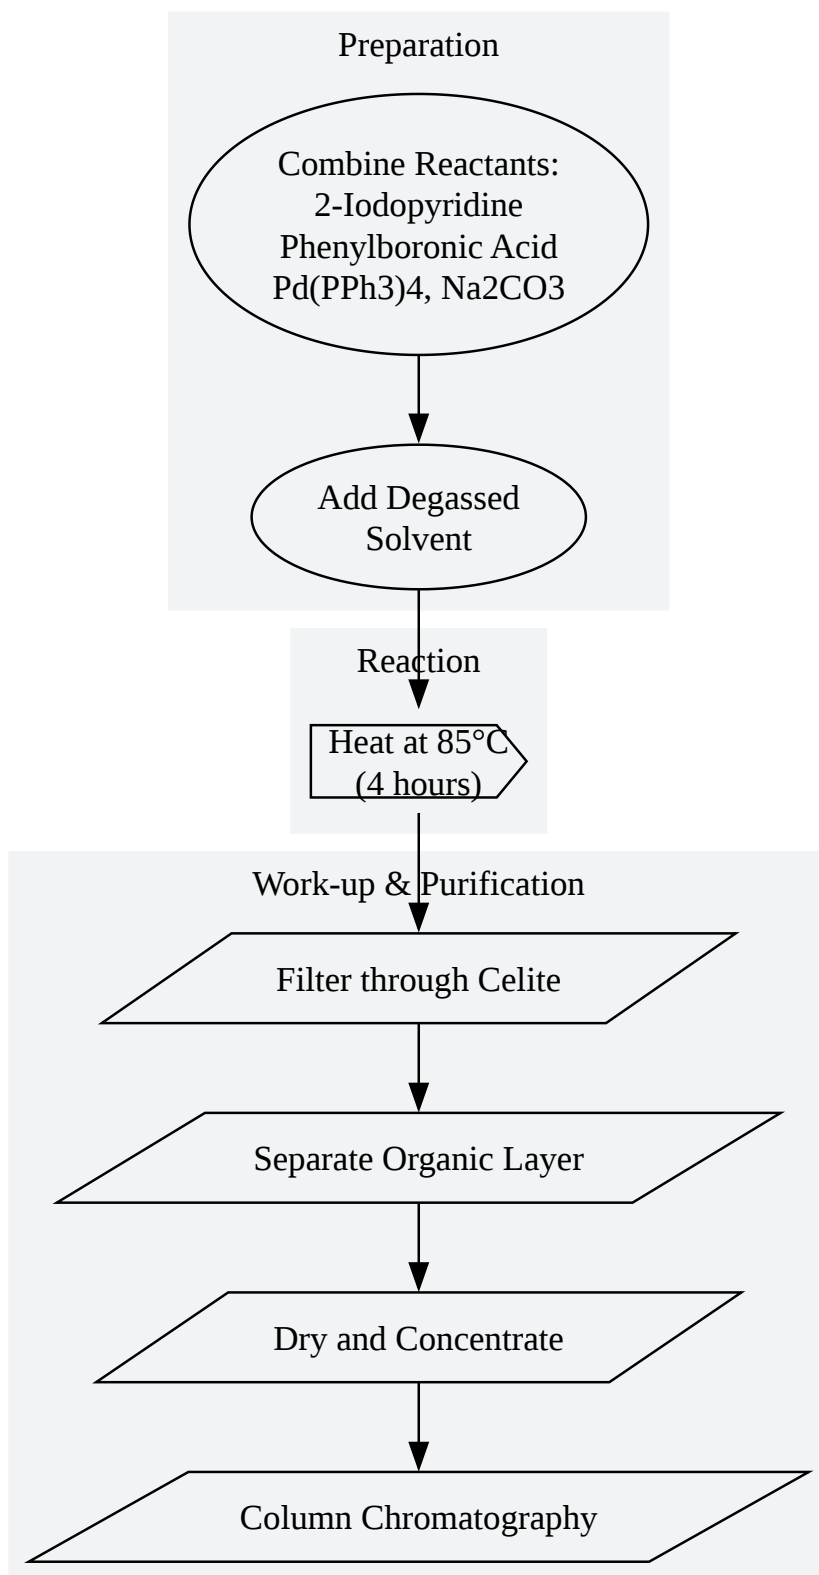 Preparation
Combine Reactants:
2-Iodopyridine
Phenylboronic Acid
Pd(PPh3)4, Na2CO3
Add Degassed
Solvent
Reaction
Heat at 85°C
(4 hours)
Work-up & Purification
Filter through Celite
Separate Organic Layer
Dry and Concentrate
Column Chromatography